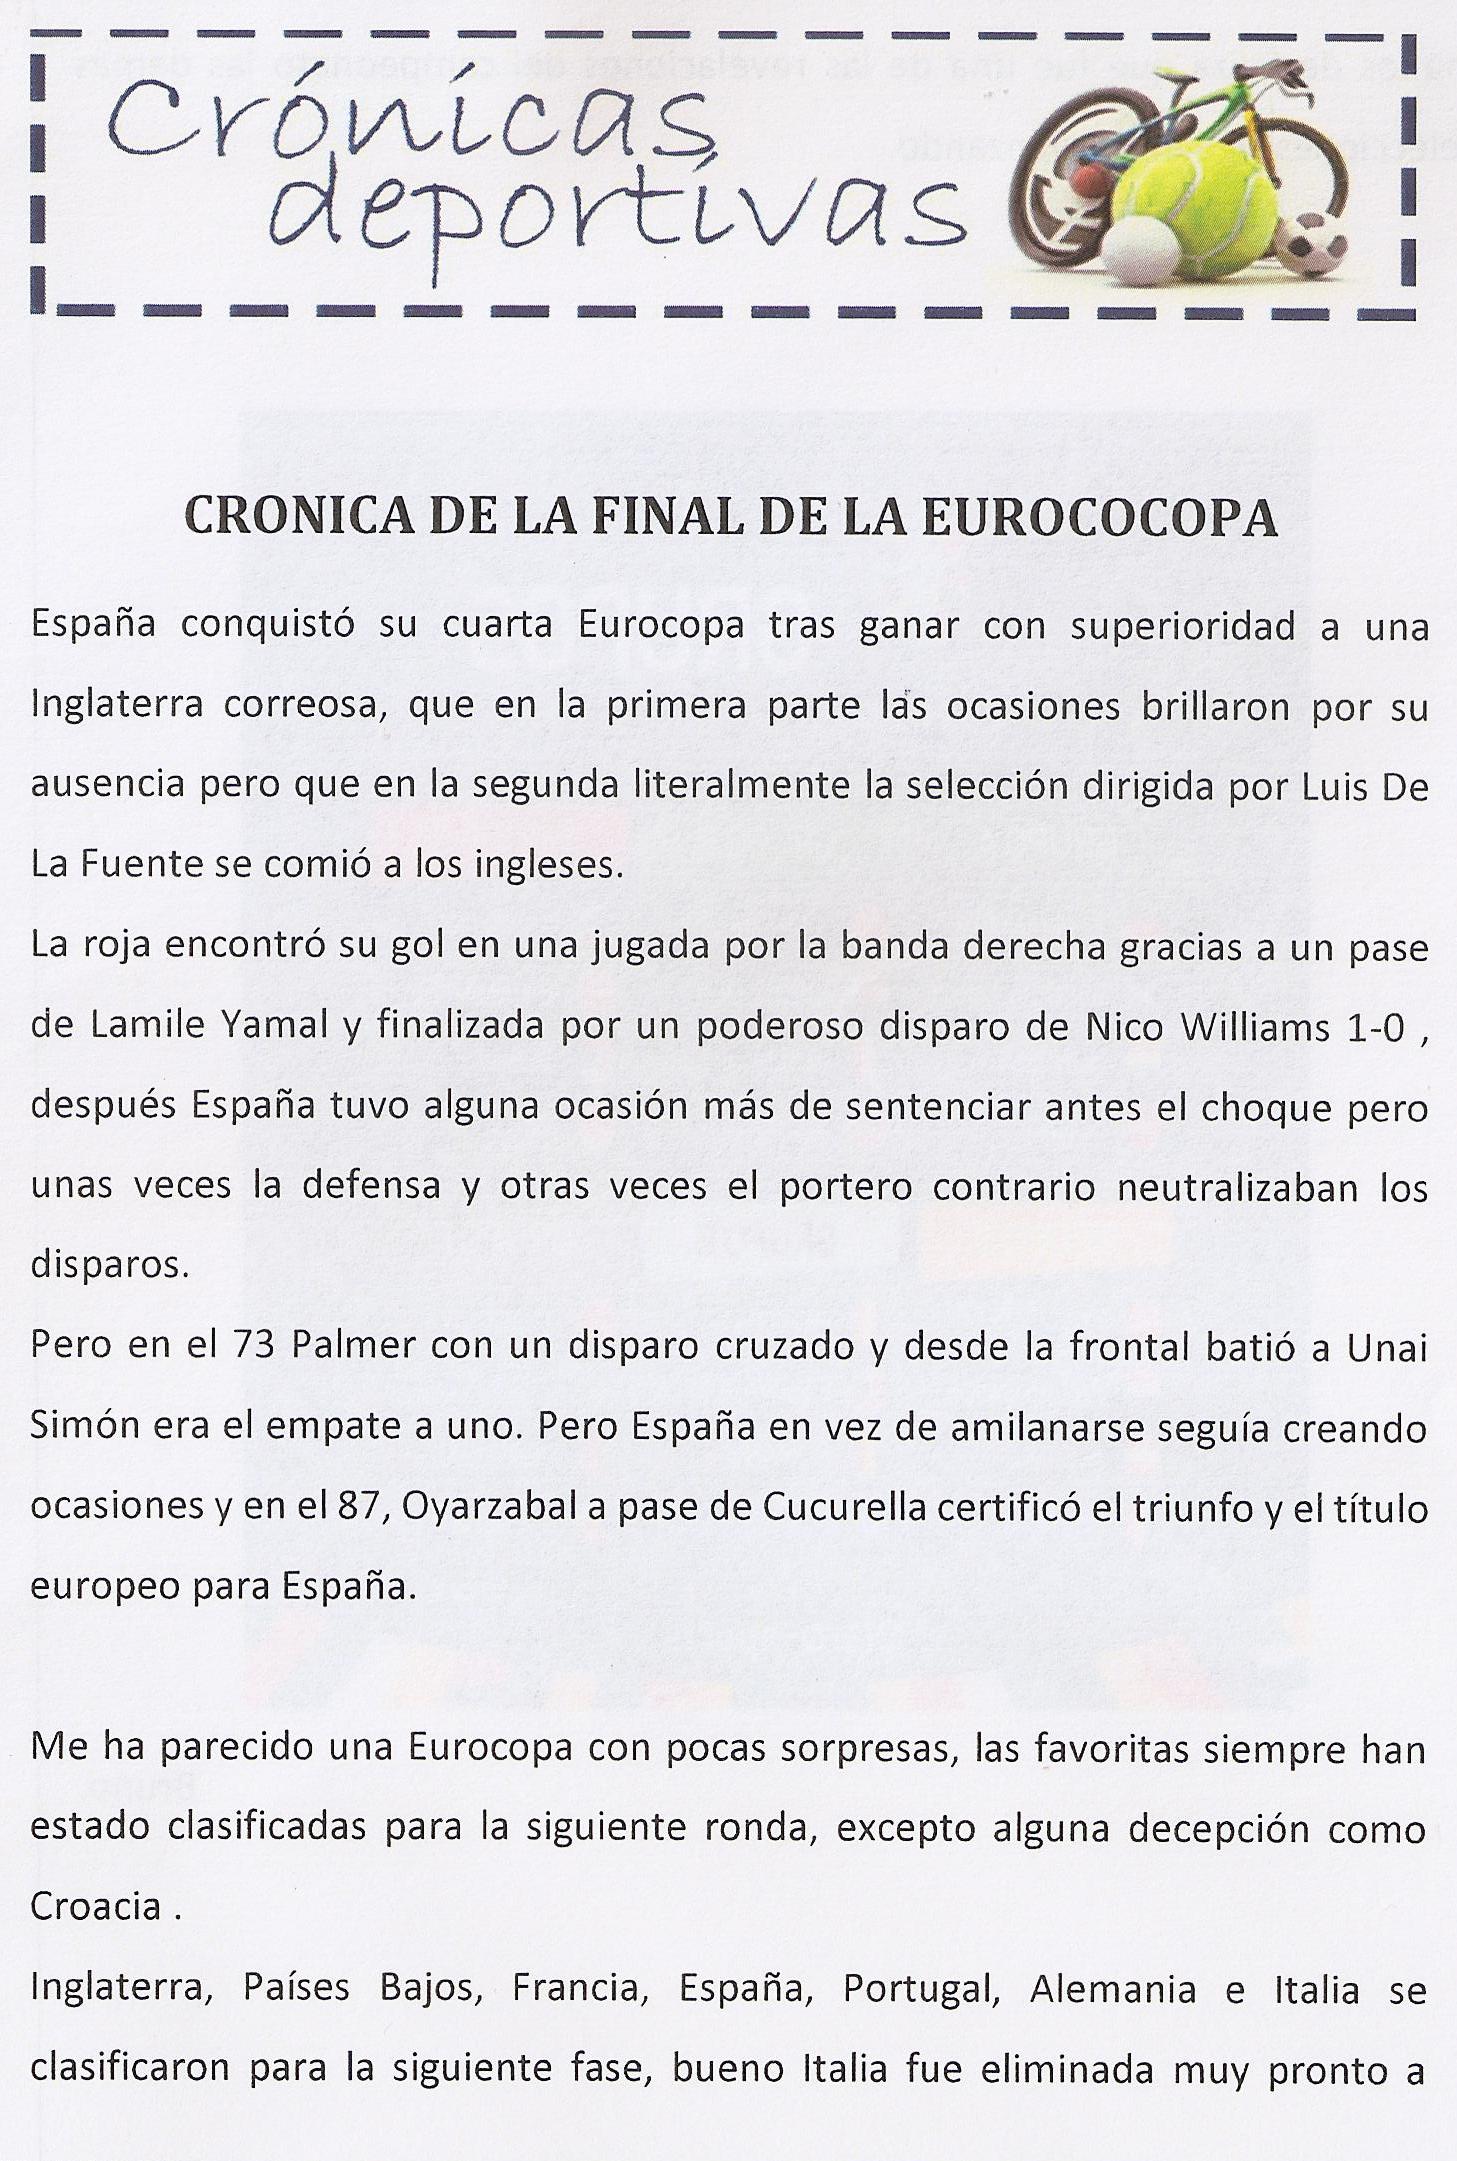 Crónicas
deportivas
CRONICA DE LA FINAL DE LA EUROCOCOPA
España conquistó su cuarta Eurocopa tras ganar con superioridad a una
Inglaterra correosa, que en la primera parte las ocasiones brillaron por su
ausencia pero que en la segunda literalmente la selección dirigida por Luis De
La Fuente se comió a los ingleses.
La roja encontró su gol en una jugada por la banda derecha gracias a un pase
de Lamile Yamal y finalizada por un poderoso disparo de Nico Williams 1-0 ,
después España tuvo alguna ocasión más de sentenciar antes el choque pero
unas veces la defensa y otras veces el portero contrario neutralizaban los
disparos.
Pero en el 73 Palmer con un disparo cruzado y desde la frontal batió a Unai
Simón era el empate a uno. Pero España en vez de amilanarse seguía creando
ocasiones y en el 87, Oyarzabal a pase de Cucurella certificó el triunfo y el título
europeo para España.
Me ha parecido una Eurocopa con pocas sorpresas, las favoritas siempre han
estado clasificadas para la siguiente ronda, excepto alguna decepción como
Croacia .
Inglaterra, Países Bajos, Francia, España, Portugal, Alemania e Italia se
clasificaron para la siguiente fase, bueno Italia fue eliminada muy pronto a